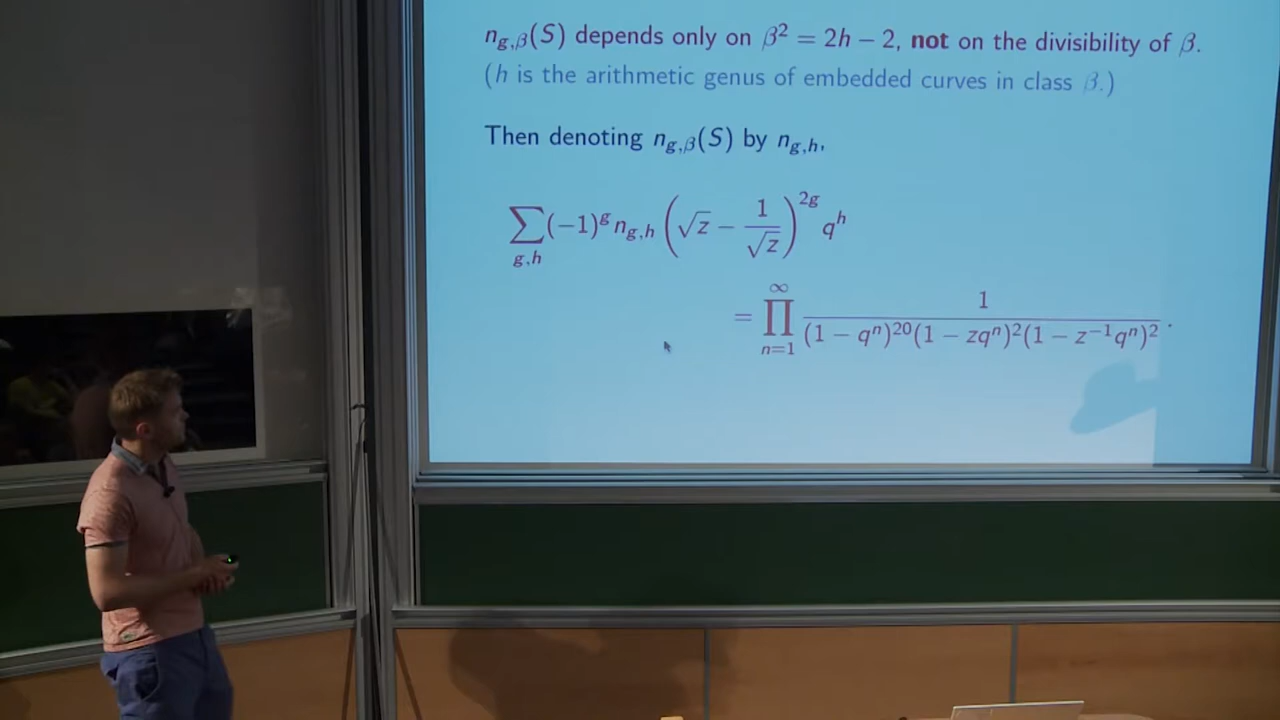 n_{g,β}(S) depends only on β² = 2h − 2, not on the divisibility of β.
(h is the arithmetic genus of embedded curves in class β.)
Then denoting n_{g,β}(S) by n_{g,h},
∑_{g,h} (−1)^g n_{g,h} (√z − 1/√z)^{2g} q^h
= ∏_{n=1}^{∞} 1/((1 − q^n)^{20}(1 − zq^n)^2(1 − z^{−1}q^n)^2).